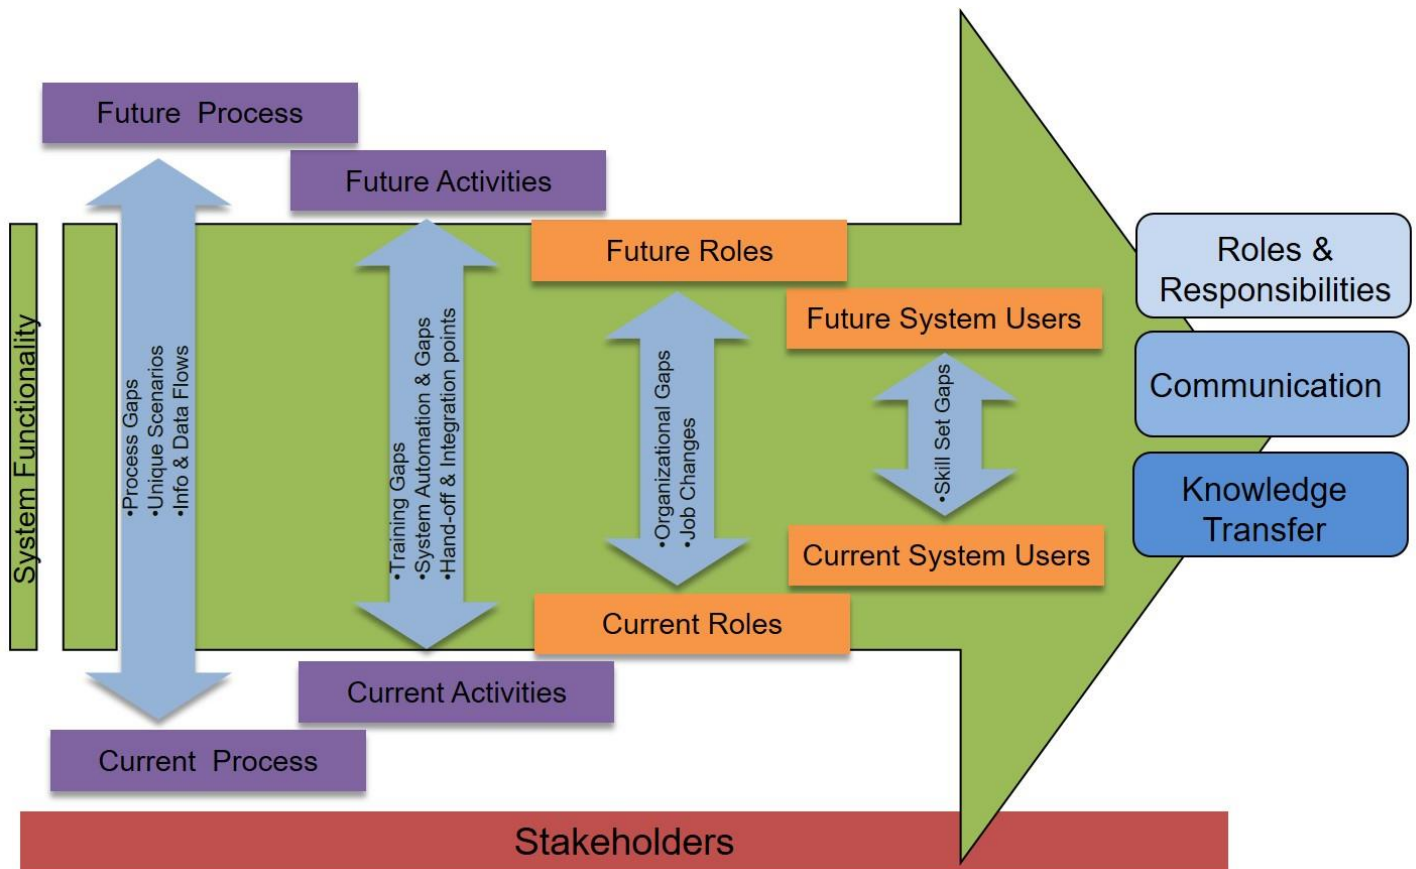 Future  Process
Future Activities
Future Roles
Future System Users
Roles &
Responsibilities
Communication
Knowledge
Transfer
System Functionality
•Process Gaps
•Unique Scenarios
•Info & Data Flows
•Training Gaps
•System Automation & Gaps
•Hand-off & Integration points
•Organizational Gaps
•Job Changes
•Skill Set Gaps
Current System Users
Current Roles
Current Activities
Current  Process
Stakeholders